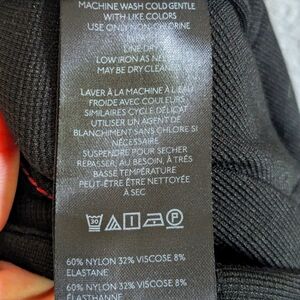 MACHINE WASH COLD GENTLE
WITH LIKE COLORS
USE ONLY NON-CHLORINE
LINE DRY
LOW IRON AS
MAY BE DRY CLEANED
LAVER À LA MACHINE À L'EAU
FROIDE AVEC COULEURS
SIMILAIRES CYCLE DÉLICAT
UTILISER UN AGENT DE
BLANCHIMENT SANS CHLORE SI
NÉCESSAIRE
SUSPENDRE POUR SÉCHER
REPASSER, AU BESOIN, À TRÈS
BASSE TEMPÉRATURE
PEUT-ÊTRE ÊTRE NETTOYÉE
À SEC
30 P
60% NYLON 32% VISCOSE 8%
ELASTANE
60% NYLON 32% VISCOSE 8%
ÉLASTHANNE